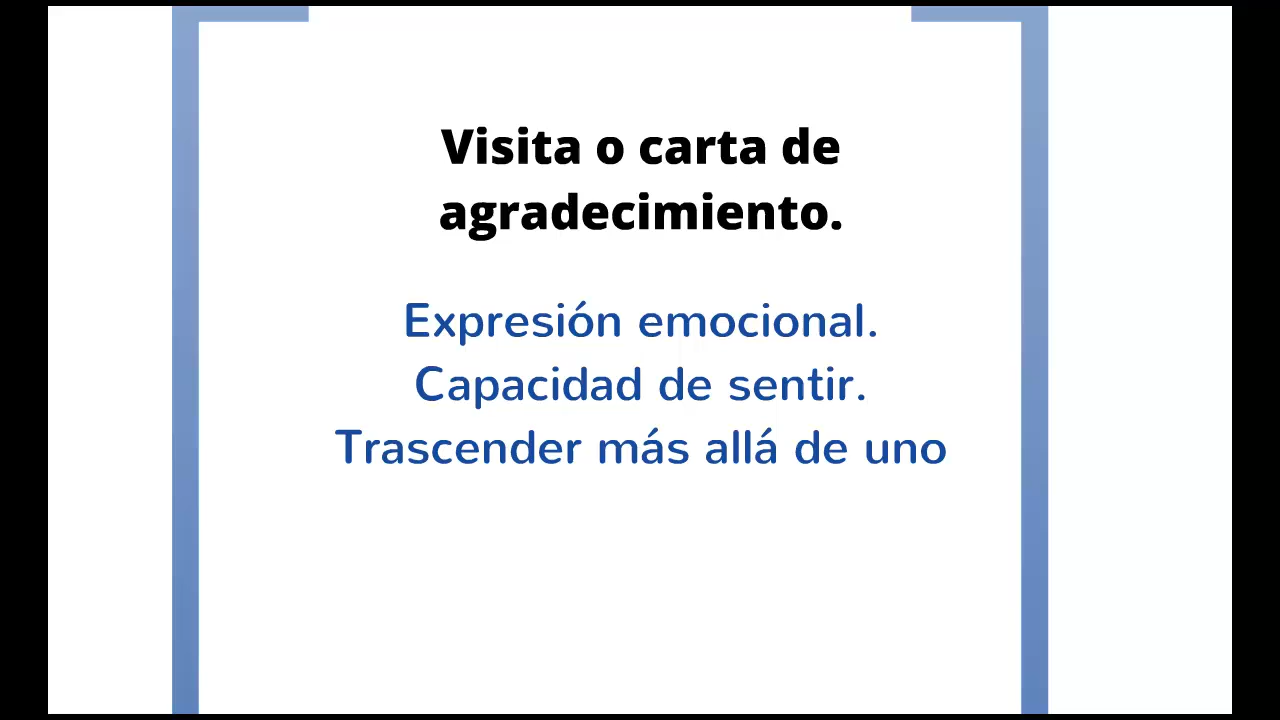 Visita o carta de
agradecimiento.
Expresión emocional.
Capacidad de sentir.
Trascender más allá de uno